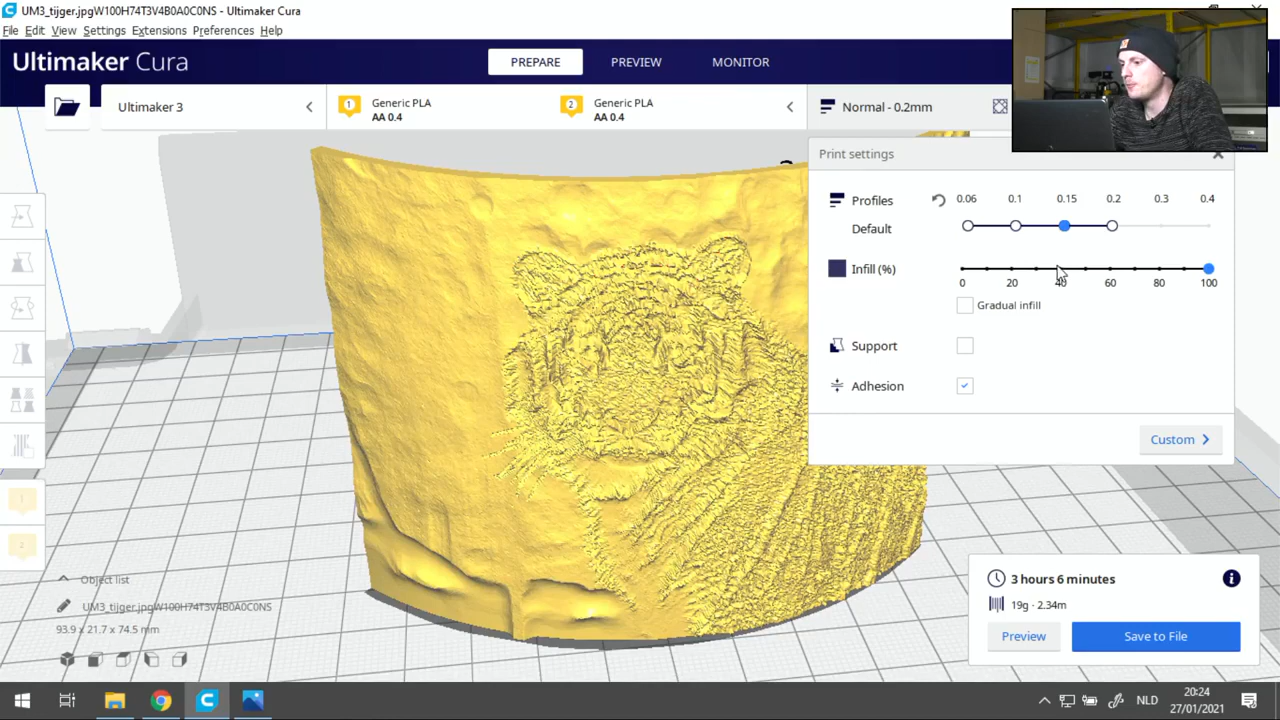 UM3_tijger.jpgW100H74T3V4B0A0C0NS - Ultimaker Cura
File Edit View Settings Extensions Preferences Help
Ultimaker Cura
PREPARE
PREVIEW
MONITOR
Ultimaker 3
1
Generic PLA
AA 0.4
2
Generic PLA
AA 0.4
Normal - 0.2mm
Print settings
Profiles
0.06 0.1 0.15 0.2 0.3 0.4
Default
Infill (%)
0 20 40 60 80 100
Gradual infill
Support
Adhesion
Custom
1
2
Object list
UM3_tijger.jpgW100H74T3V4B0A0C0NS
93.9 x 21.7 x 74.5 mm
3 hours 6 minutes
19g · 2.34m
Preview
Save to File
NLD
20:24
27/01/2021